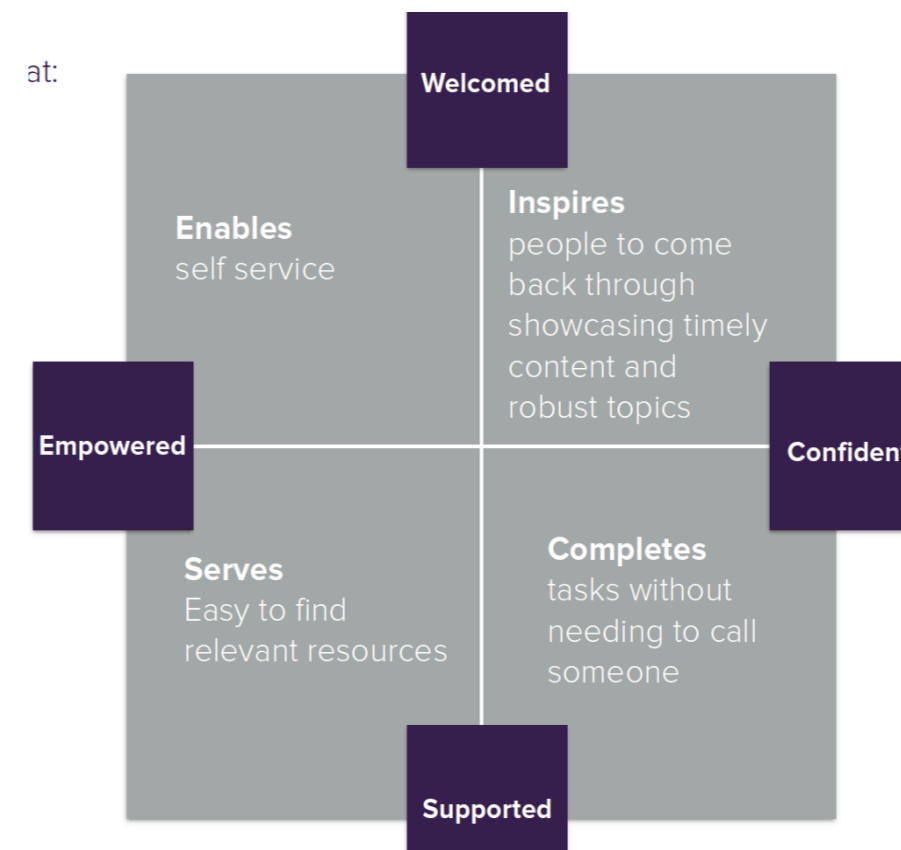 at:
Welcomed
Enables
self service
Inspires
people to come
back through
showcasing timely
content and
robust topics
Empowered
Confiden
Serves
Easy to find
relevant resources
Completes
tasks without
needing to call
someone
Supported